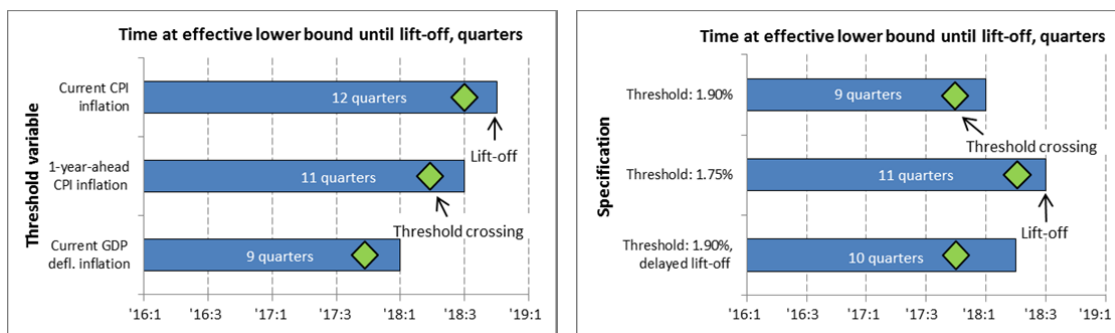 Time at effective lower bound until lift-off, quarters
Threshold variable
Current CPI
inflation
12 quarters
Lift-off
1-year-ahead
CPI inflation
11 quarters
Threshold crossing
Current GDP
defl. inflation
9 quarters
'16:1 '16:3 '17:1 '17:3 '18:1 '18:3 '19:1
Time at effective lower bound until lift-off, quarters
Specification
Threshold: 1.90%
9 quarters
Threshold crossing
Threshold: 1.75%
11 quarters
Lift-off
Threshold: 1.90%,
delayed lift-off
10 quarters
'16:1 '16:3 '17:1 '17:3 '18:1 '18:3 '19:1